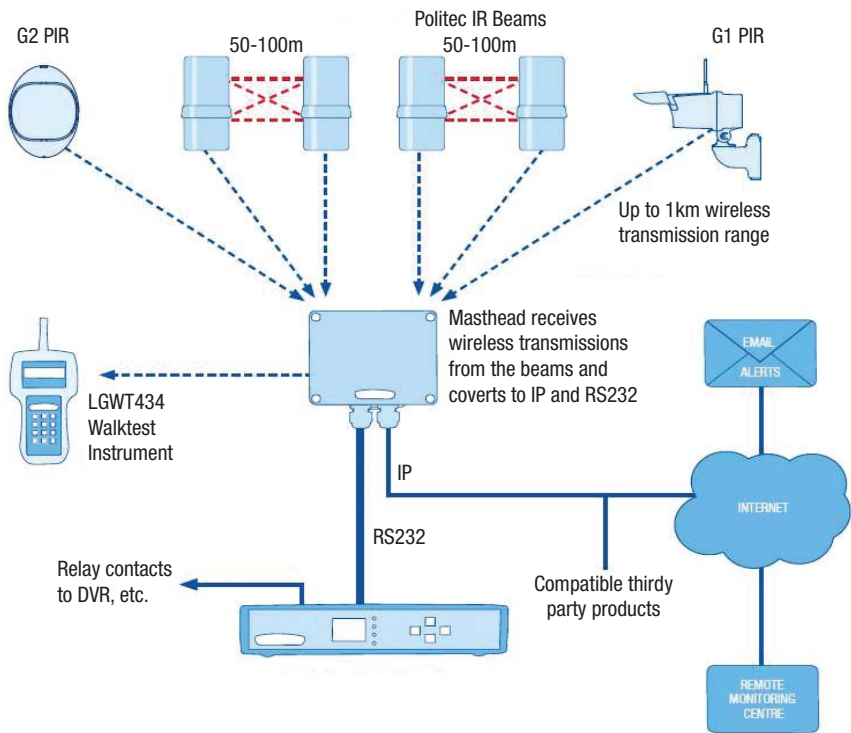 G2 PIR
50-100m
Politec IR Beams
50-100m
G1 PIR
Up to 1km wireless
transmission range
Masthead receives
wireless transmissions
from the beams and
coverts to IP and RS232
EMAIL
ALERTS
LGWT434
Walktest
Instrument
IP
INTERNET
RS232
Relay contacts
to DVR, etc.
Compatible thirdy
party products
REMOTE
MONITORING
CENTRE